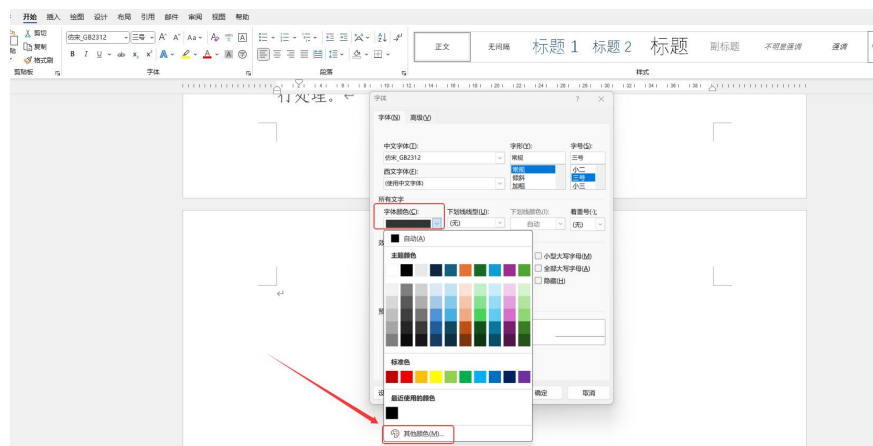 开始 插入 绘图 设计 布局 引用 邮件 审阅 视图 帮助
剪切
复制
格式刷
仿宋_GB2312 三号
剪贴板 字体 段落 样式
正文 无间隔 标题 1 标题 2 标题 副标题 不明显强调 强调
行处理。
字体 ? ×
字体(N) 高级(V)
中文字体(T): 字形(Y): 字号(S):
仿宋_GB2312 常规 三号
常规 小二
西文字体(F): 倾斜 三号
(使用中文字体) 加粗 小三
所有文字
字体颜色(C): 下划线线型(U): 下划线颜色(I): 着重号(·):
(无) 自动 (无)
自动(A)
主题颜色
小型大写字母(M)
全部大写字母(A)
隐藏(H)
标准色
最近使用的颜色
确定 取消
其他颜色(M)...